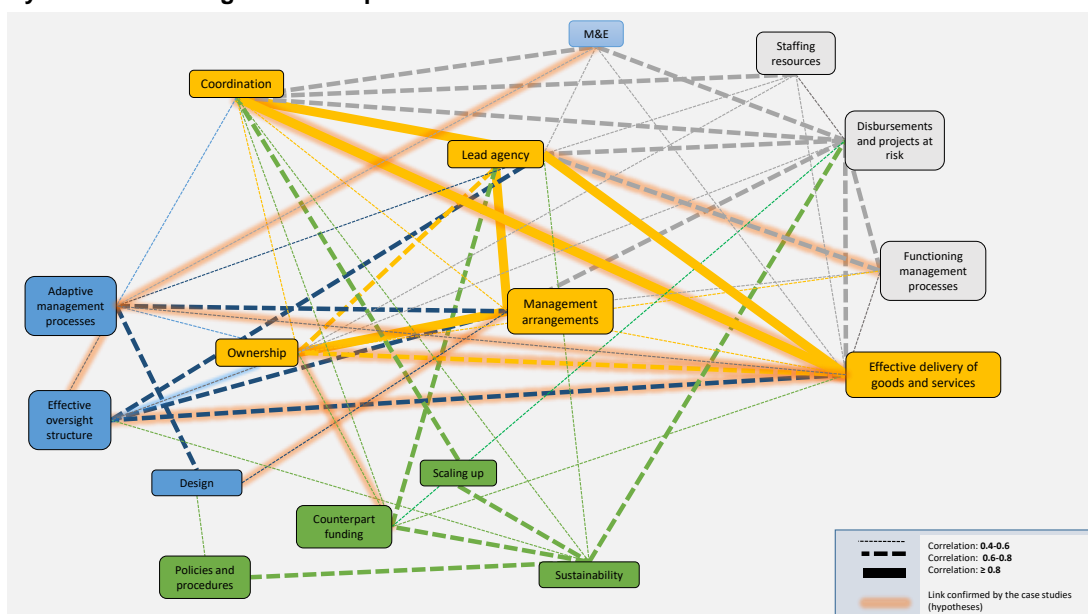 M&E
Staffing
resources
Coordination
Disbursements
and projects at
risk
Lead agency
Functioning
management
processes
Adaptive
management
processes
Management
arrangements
Ownership
Effective delivery of
goods and services
Effective
oversight
structure
Scaling up
Design
Counterpart
funding
Policies and
procedures
Sustainability
Correlation: 0.4-0.6
Correlation: 0.6-0.8
Correlation: ≥ 0.8
Link confirmed by the case studies
(hypotheses)